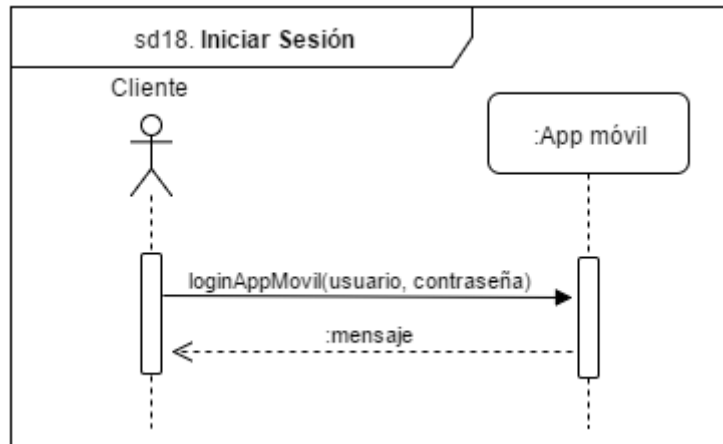 sd18. Iniciar Sesión
Cliente
:App móvil
loginAppMovil(usuario, contraseña)
:mensaje